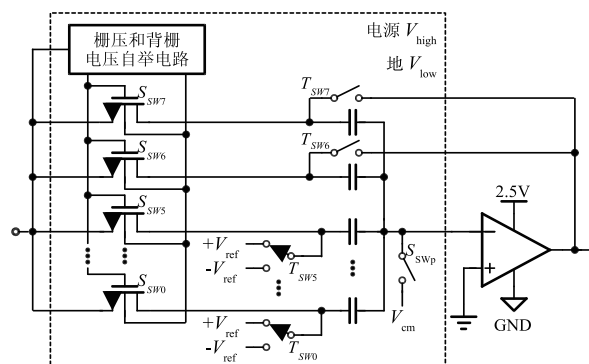 栅压和背栅
电压自举电路
电源 V_high
地 V_low
S_SW7
T_SW7
S_SW6
T_SW6
S_SW5
+V_ref
-V_ref
T_SW5
S_SW0
+V_ref
-V_ref
T_SW0
S_SWp
V_cm
2.5V
GND